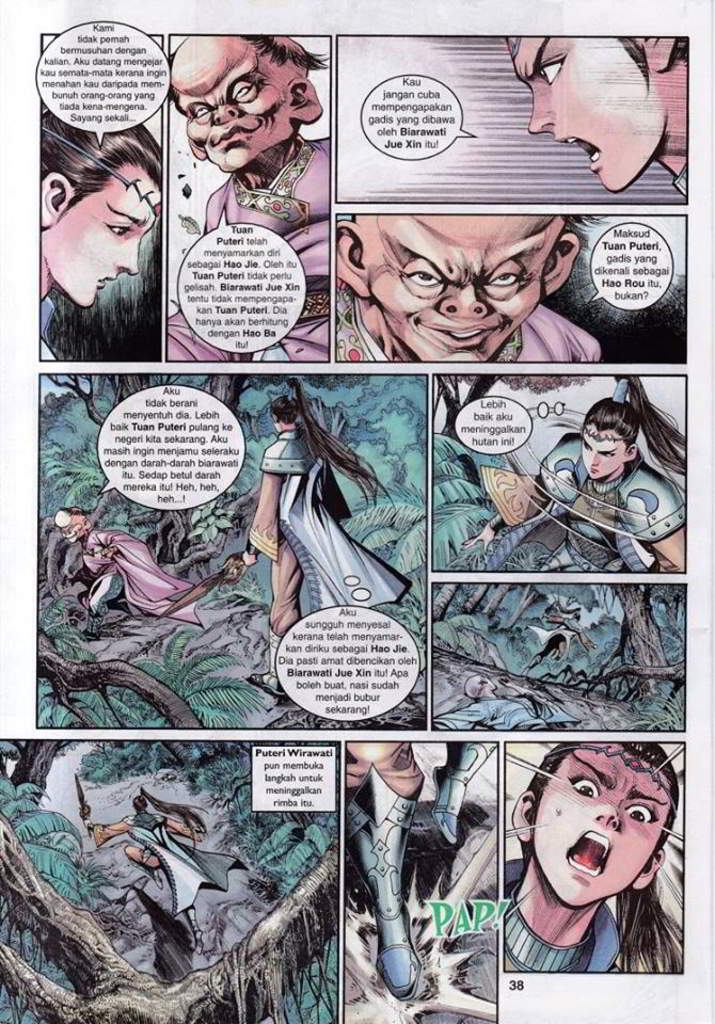 Kami
tidak pernah
bermusuhan dengan
kalian. Aku datang mengejar
kau semata-mata kerana ingin
menahan kau daripada mem-
bunuh orang-orang yang
tiada kena-mengena.
Sayang sekali...
Tuan
Puteri telah
menyamarkan diri
sebagai Hao Jie. Oleh itu
Tuan Puteri tidak perlu
gelisah. Biarawati Jue Xin
tentu tidak mempengapa-
kan Tuan Puteri. Dia
hanya akan berhitung
dengan Hao Ba
itu!
Kau
jangan cuba
mempengapakan
gadis yang dibawa
oleh Biarawati
Jue Xin
itu!
Maksud
Tuan Puteri,
gadis yang
dikenali sebagai
Hao Rou itu,
bukan?
Aku
tidak berani
menyentuh dia. Lebih
baik Tuan Puteri pulang ke
negeri kita sekarang. Aku
masih ingin menjamu seleraku
dengan darah-darah biarawati
itu. Sedap betul darah
mereka itu! Heh, heh,
heh...!
Aku
sungguh menyesal
kerana telah menyamar-
kan diriku sebagai Hao Jie.
Dia pasti amat dibencikan oleh
Biarawati Jue Xin itu! Apa
boleh buat, nasi sudah
menjadi bubur
sekarang!
Lebih
baik aku
meninggalkan
hutan ini!
Puteri Wirawati
pun membuka
langkah untuk
meninggalkan
rimba itu.
PAP!
38